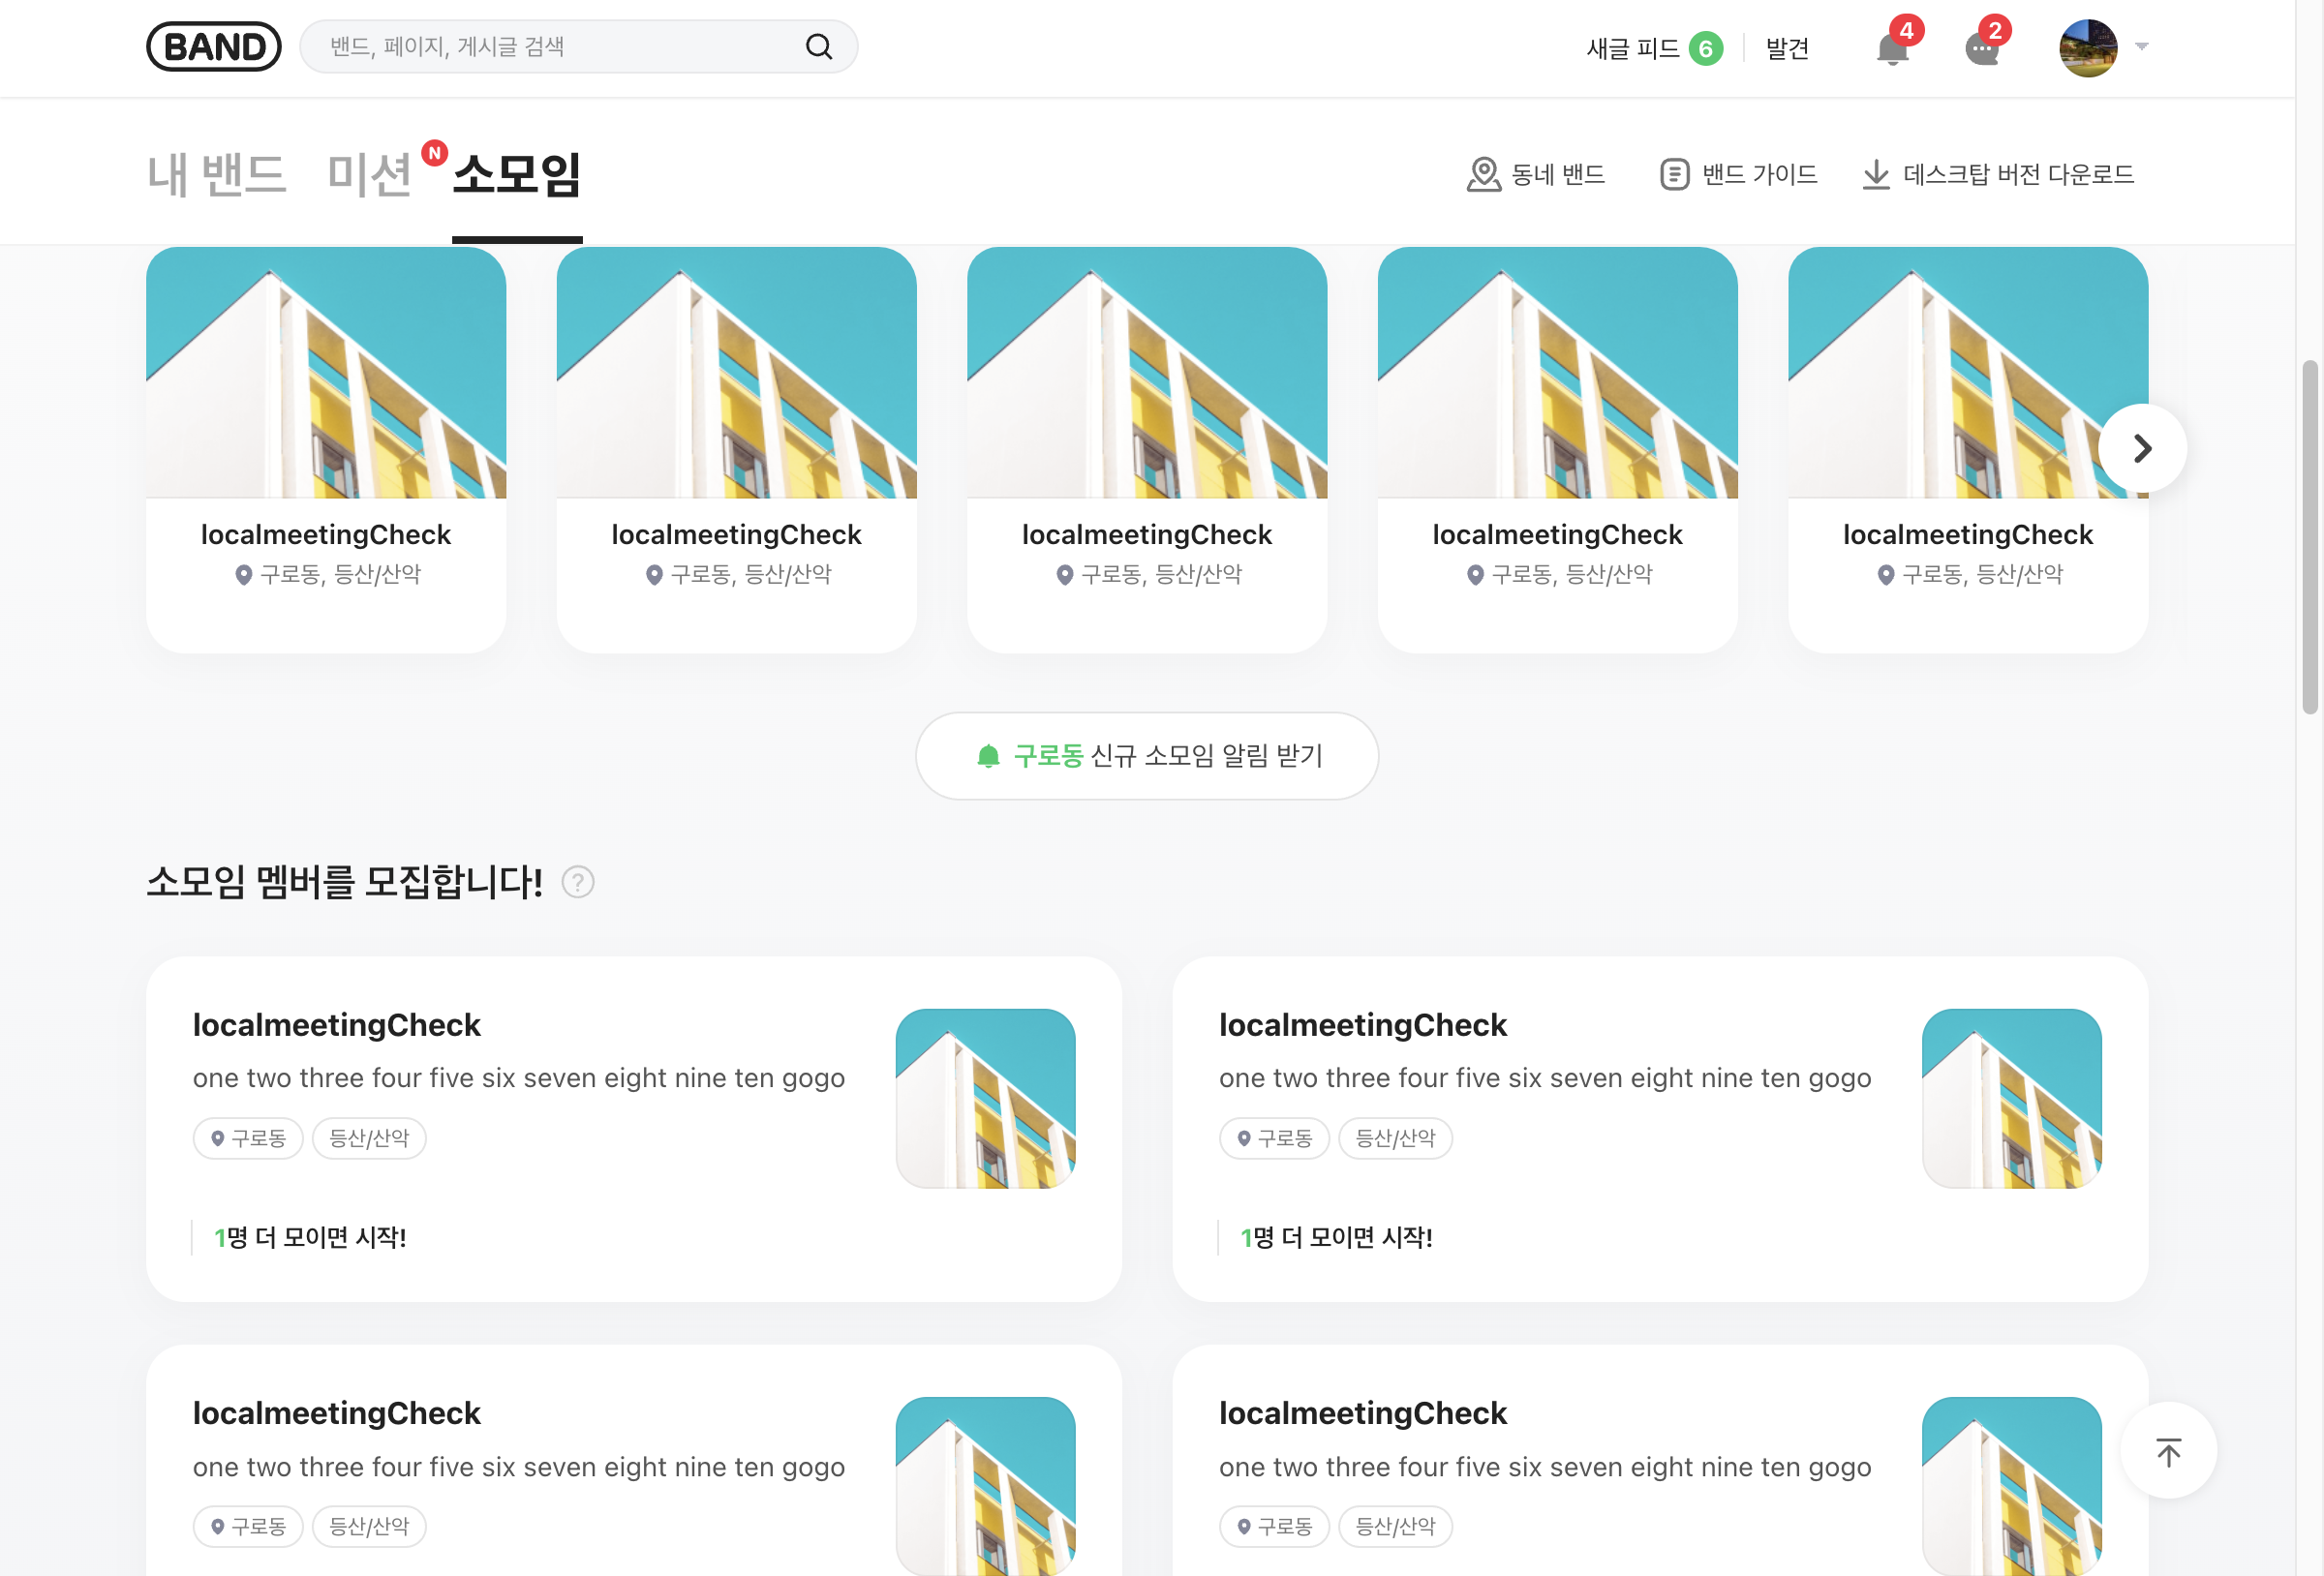 BAND
밴드, 페이지, 게시글 검색
새글 피드 6
발견
4
2
내 밴드
미션 N
소모임
동네 밴드
밴드 가이드
데스크탑 버전 다운로드
localmeetingCheck
구로동, 등산/산악
localmeetingCheck
구로동, 등산/산악
localmeetingCheck
구로동, 등산/산악
localmeetingCheck
구로동, 등산/산악
localmeetingCheck
구로동, 등산/산악
구로동 신규 소모임 알림 받기
소모임 멤버를 모집합니다! ?
localmeetingCheck
one two three four five six seven eight nine ten gogo
구로동 등산/산악
1명 더 모이면 시작!
localmeetingCheck
one two three four five six seven eight nine ten gogo
구로동 등산/산악
1명 더 모이면 시작!
localmeetingCheck
one two three four five six seven eight nine ten gogo
구로동 등산/산악
localmeetingCheck
one two three four five six seven eight nine ten gogo
구로동 등산/산악